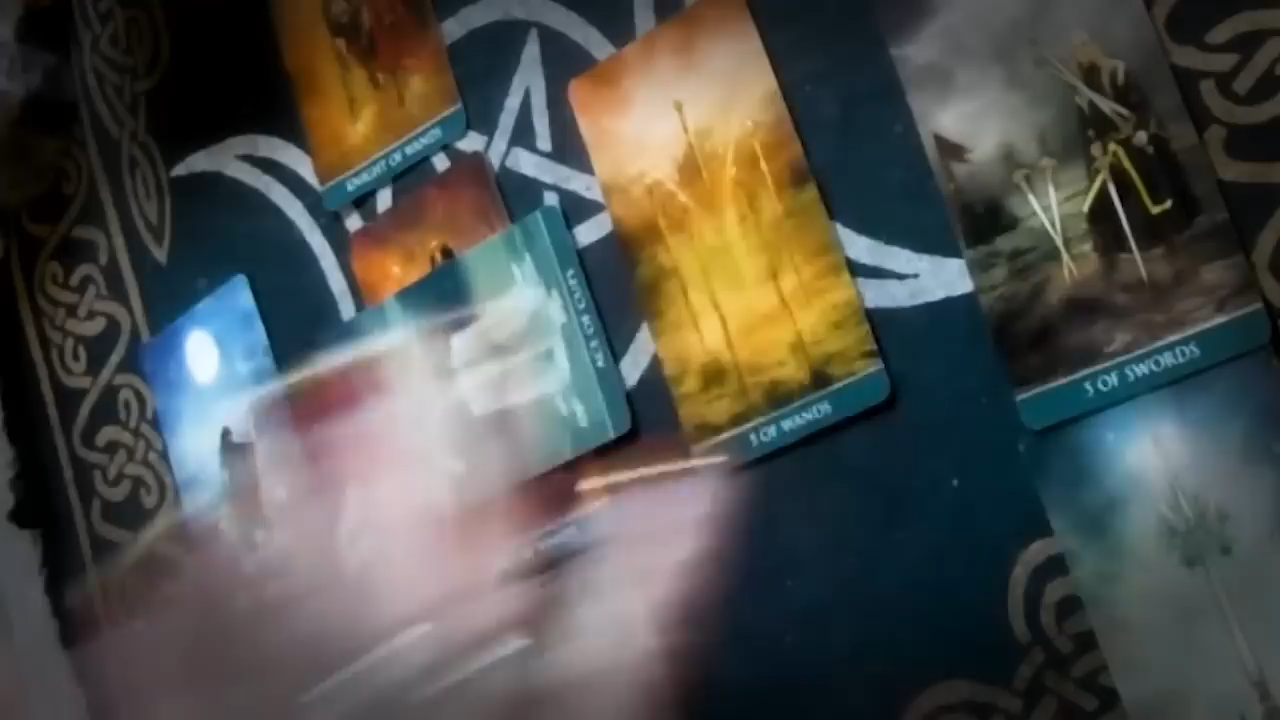 KNIGHT OF WANDS
ACE OF CUPS
5 OF WANDS
5 OF SWORDS